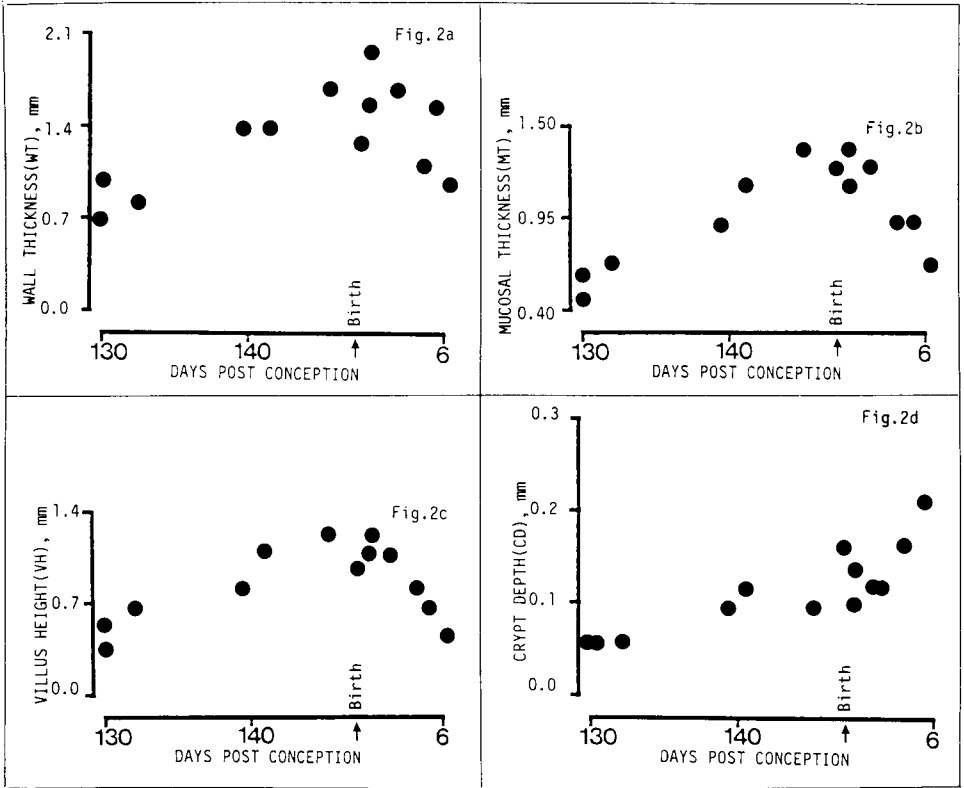 Fig.2a
WALL THICKNESS(WT), mm
2.1
1.4
0.7
0.0
Birth
130 140 6
DAYS POST CONCEPTION
Fig.2b
MUCOSAL THICKNESS(MT), mm
1.50
0.95
0.40
Birth
130 140 6
DAYS POST CONCEPTION
Fig.2c
VILLUS HEIGHT(VH), mm
1.4
0.7
0.0
Birth
130 140 6
DAYS POST CONCEPTION
Fig.2d
CRYPT DEPTH(CD), mm
0.3
0.2
0.1
0.0
Birth
130 140 6
DAYS POST CONCEPTION